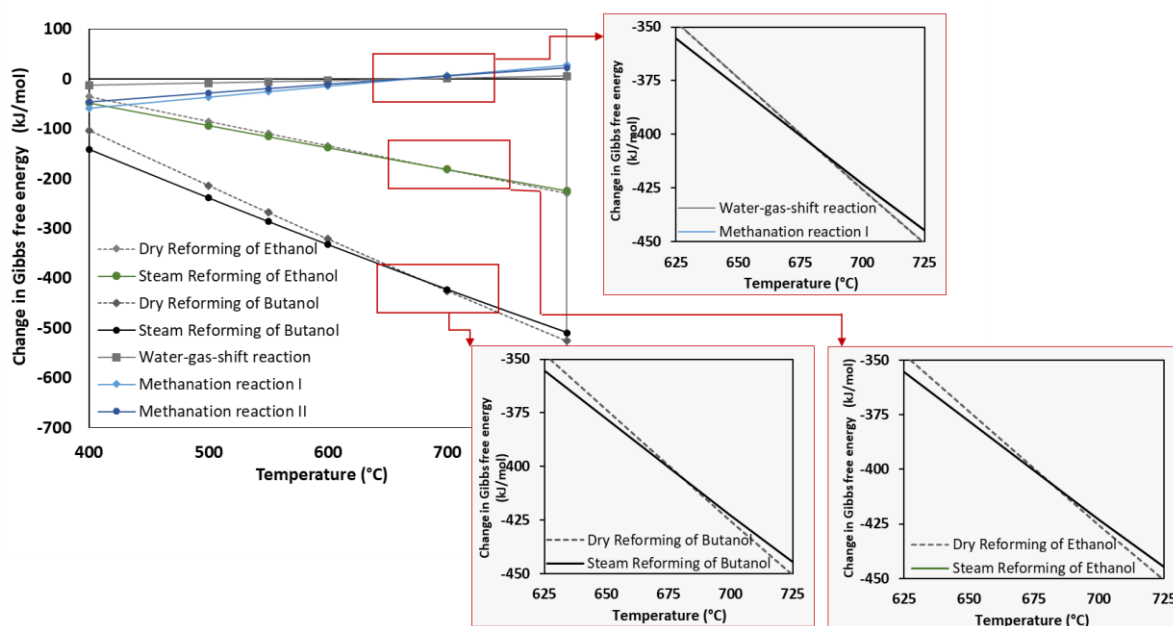 Change in Gibbs free energy (kJ/mol)
100
0
-100
-200
-300
-400
-500
-600
-700
Dry Reforming of Ethanol
Steam Reforming of Ethanol
Dry Reforming of Butanol
Steam Reforming of Butanol
Water-gas-shift reaction
Methanation reaction I
Methanation reaction II
400
500
600
700
Temperature (°C)
Change in Gibbs free energy
(kJ/mol)
-350
-375
-400
-425
-450
Water-gas-shift reaction
Methanation reaction I
625 650 675 700 725
Temperature (°C)
Change in Gibbs free energy
(kJ/mol)
-350
-375
-400
-425
-450
Dry Reforming of Butanol
Steam Reforming of Butanol
625 650 675 700 725
Temperature (°C)
Change in Gibbs free energy (kJ/mol)
-350
-375
-400
-425
-450
Dry Reforming of Ethanol
Steam Reforming of Ethanol
625 650 675 700 725
Temperature (°C)